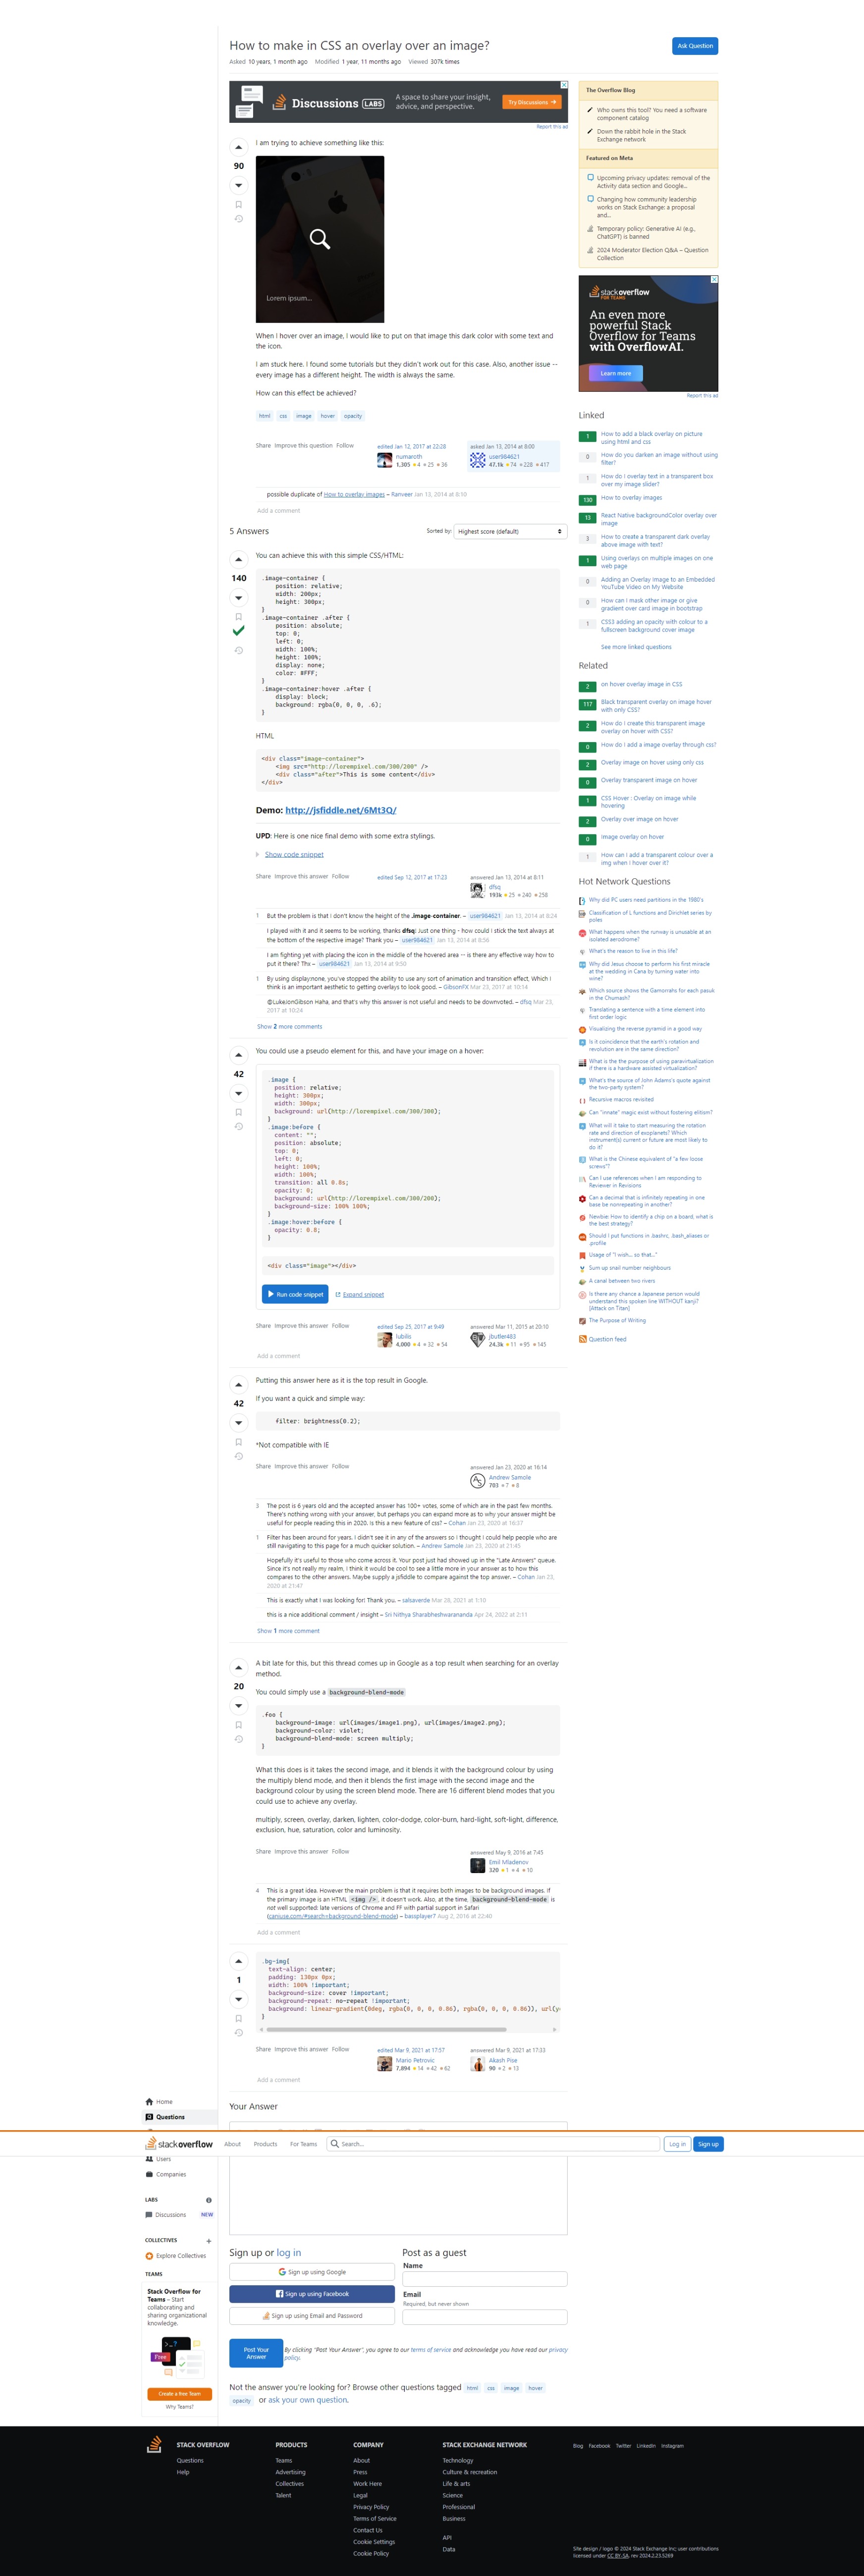 How to make in CSS an overlay over an image?
Ask Question
Asked 10 years, 1 month ago Modified 1 year, 11 months ago Viewed 307k times
Discussions LABS
A space to share your insight,
advice, and perspective.
Try Discussions →
Report this ad
90
I am trying to achieve something like this:
Lorem ipsum...
When I hover over an image, I would like to put on that image this dark color with some text and
the icon.
I am stuck here. I found some tutorials but they didn't work out for this case. Also, another issue --
every image has a different height. The width is always the same.
How can this effect be achieved?
html css image hover opacity
Share Improve this question Follow
edited Jan 12, 2017 at 22:28
numaroth
1,305 4 25 36
asked Jan 13, 2014 at 8:00
user984621
47.1k 74 228 417
possible duplicate of How to overlay images – Ranveer Jan 13, 2014 at 8:10
Add a comment
5 Answers
Sorted by: Highest score (default)
140
You can achieve this with this simple CSS/HTML:
.image-container {
position: relative;
width: 200px;
height: 300px;
}
.image-container .after {
position: absolute;
top: 0;
left: 0;
width: 100%;
height: 100%;
display: none;
color: #FFF;
}
.image-container:hover .after {
display: block;
background: rgba(0, 0, 0, .6);
}
HTML
<div class="image-container">
<img src="http://lorempixel.com/300/200" />
<div class="after">This is some content</div>
</div>
Demo: http://jsfiddle.net/6Mt3Q/
UPD: Here is one nice final demo with some extra stylings.
Show code snippet
Share Improve this answer Follow
edited Sep 12, 2017 at 17:23
answered Jan 13, 2014 at 8:11
dfsq
193k 25 240 258
1 But the problem is that I don't know the height of the .image-container. – user984621 Jan 13, 2014 at 8:24
I played with it and it seems to be working, thanks dfsq! Just one thing - how could I stick the text always at
the bottom of the respective image? Thank you – user984621 Jan 13, 2014 at 8:56
I am fighting yet with placing the icon in the middle of the hovered area -- is there any effective way how to
put it there? Thx – user984621 Jan 13, 2014 at 9:50
1 By using display:none; you've stopped the ability to use any sort of animation and transition effect, Which I
think is an important aesthetic to getting overlays to look good. – GibsonFX Mar 23, 2017 at 10:14
@LukeJonGibson Haha, and that's why this answer is not useful and needs to be downvoted. – dfsq Mar 23,
2017 at 10:24
Show 2 more comments
42
You could use a pseudo element for this, and have your image on a hover:
.image {
position: relative;
height: 300px;
width: 300px;
background: url(http://lorempixel.com/300/300);
}
.image:before {
content: "";
position: absolute;
top: 0;
left: 0;
height: 100%;
width: 100%;
transition: all 0.8s;
opacity: 0;
background: url(http://lorempixel.com/300/200);
background-size: 100% 100%;
}
.image:hover:before {
opacity: 0.8;
}
<div class="image"></div>
Run code snippet
Expand snippet
Share Improve this answer Follow
edited Sep 25, 2017 at 9:49
lubilis
4,000 4 32 54
answered Mar 11, 2015 at 20:10
jbutler483
24.3k 11 95 145
Add a comment
42
Putting this answer here as it is the top result in Google.
If you want a quick and simple way:
filter: brightness(0.2);
*Not compatible with IE
Share Improve this answer Follow
answered Jan 23, 2020 at 16:14
Andrew Samole
703 7 8
3 The post is 6 years old and the accepted answer has 100+ votes, some of which are in the past few months.
There's nothing wrong with your answer, but perhaps you can expand more as to why your answer might be
useful for people reading this in 2020. Is this a new feature of css? – Cohan Jan 23, 2020 at 16:37
1 Filter has been around for years. I didn't see it in any of the answers so I thought I could help people who are
still navigating to this page for a much quicker solution. – Andrew Samole Jan 23, 2020 at 21:45
Hopefully it's useful to those who come across it. Your post just had showed up in the "Late Answers" queue.
Since it's not really my realm, I think it would be cool to see a little more in your answer as to how this
compares to the other answers. Maybe supply a jsfiddle to compare against the top answer. – Cohan Jan 23,
2020 at 21:47
This is exactly what I was looking for! Thank you. – salsaverde Mar 28, 2021 at 1:10
this is a nice additional comment / insight – Sri Nithya Sharabheshwarananda Apr 24, 2022 at 2:11
Show 1 more comment
20
A bit late for this, but this thread comes up in Google as a top result when searching for an overlay
method.
You could simply use a background-blend-mode
.foo {
background-image: url(images/image1.png), url(images/image2.png);
background-color: violet;
background-blend-mode: screen multiply;
}
What this does is it takes the second image, and it blends it with the background colour by using
the multiply blend mode, and then it blends the first image with the second image and the
background colour by using the screen blend mode. There are 16 different blend modes that you
could use to achieve any overlay.
multiply, screen, overlay, darken, lighten, color-dodge, color-burn, hard-light, soft-light, difference,
exclusion, hue, saturation, color and luminosity.
Share Improve this answer Follow
answered May 9, 2016 at 7:45
Emil Mladenov
320 1 4 10
4 This is a great idea. However the main problem is that it requires both images to be background images. If
the primary image is an HTML <img />, it doesn't work. Also, at the time, background-blend-mode is
not well supported: late versions of Chrome and FF with partial support in Safari
(caniuse.com/#search=background-blend-mode) – bassplayer7 Aug 2, 2016 at 22:40
Add a comment
1
.bg-img{
text-align: center;
padding: 130px 0px;
width: 100% !important;
background-size: cover !important;
background-repeat: no-repeat !important;
background: linear-gradient(0deg, rgba(0, 0, 0, 0.86), rgba(0, 0, 0, 0.86)), url(y
}
Share Improve this answer Follow
edited Mar 9, 2021 at 17:57
Mario Petrovic
7,894 14 42 62
answered Mar 9, 2021 at 17:33
Akash Pise
90 2 13
Add a comment
Your Answer
Home
Questions
stackoverflow
About Products For Teams
Search...
Log in Sign up
Users
Companies
LABS
Discussions NEW
COLLECTIVES +
Explore Collectives
TEAMS
Stack Overflow for
Teams – Start
collaborating and
sharing organizational
knowledge.
Free
Create a free Team
Why Teams?
Sign up or log in
Sign up using Google
Sign up using Facebook
Sign up using Email and Password
Post as a guest
Name
Email
Required, but never shown
Post Your
Answer
By clicking "Post Your Answer", you agree to our terms of service and acknowledge you have read our privacy
policy.
Not the answer you're looking for? Browse other questions tagged html css image hover
opacity or ask your own question.
The Overflow Blog
Who owns this tool? You need a software
component catalog
Down the rabbit hole in the Stack
Exchange network
Featured on Meta
Upcoming privacy updates: removal of the
Activity data section and Google...
Changing how community leadership
works on Stack Exchange: a proposal
and...
Temporary policy: Generative AI (e.g.,
ChatGPT) is banned
2024 Moderator Election Q&A – Question
Collection
stackoverflow
FOR TEAMS
An even more
powerful Stack
Overflow for Teams
with OverflowAI.
Learn more
Report this ad
Linked
1 How to add a black overlay on picture
using html and css
0 How do you darken an image without using
filter?
1 How do I overlay text in a transparent box
over my image slider?
130 How to overlay images
13 React Native backgroundColor overlay over
image
3 How to create a transparent dark overlay
above image with text?
1 Using overlays on multiple images on one
web page
0 Adding an Overlay Image to an Embedded
YouTube Video on My Website
0 How can I mask other image or give
gradient over card image in bootstrap
1 CSS3 adding an opacity with colour to a
fullscreen background cover image
See more linked questions
Related
2 on hover overlay image in CSS
117 Black transparent overlay on image hover
with only CSS?
2 How do I create this transparent image
overlay on hover with CSS?
0 How do I add a image overlay through css?
2 Overlay image on hover using only css
0 Overlay transparent image on hover
1 CSS Hover : Overlay on image while
hovering
2 Overlay over image on hover
0 Image overlay on hover
1 How can I add a transparent colour over a
img when i hover over it?
Hot Network Questions
Why did PC users need partitions in the 1980's
Classification of L functions and Dirichlet series by
poles
What happens when the runway is unusable at an
isolated aerodrome?
What's the reason to live in this life?
Why did Jesus choose to perform his first miracle
at the wedding in Cana by turning water into
wine?
Which source shows the Gamorrahs for each pasuk
in the Chumash?
Translating a sentence with a time element into
first order logic
Visualizing the reverse pyramid in a good way
Is it coincidence that the earth's rotation and
revolution are in the same direction?
What is the the purpose of using paravirtualization
if there is a hardware assisted virtualization?
What's the source of John Adams's quote against
the two-party system?
Recursive macros revisited
Can "innate" magic exist without fostering elitism?
What will it take to start measuring the rotation
rate and direction of exoplanets? Which
instrument(s) current or future are most likely to
do it?
What is the Chinese equivalent of "a few loose
screws"?
Can I use references when I am responding to
Reviewer in Revisions
Can a decimal that is infinitely repeating in one
base be nonrepeating in another?
Newbie: How to identify a chip on a board, what is
the best strategy?
Should I put functions in .bashrc, .bash_aliases or
.profile
Usage of "I wish... so that..."
Sum up snail number neighbours
A canal between two rivers
Is there any chance a Japanese person would
understand this spoken line WITHOUT kanji?
[Attack on Titan]
The Purpose of Writing
Question feed
STACK OVERFLOW
Questions
Help
PRODUCTS
Teams
Advertising
Collectives
Talent
COMPANY
About
Press
Work Here
Legal
Privacy Policy
Terms of Service
Contact Us
Cookie Settings
Cookie Policy
STACK EXCHANGE NETWORK
Technology
Culture & recreation
Life & arts
Science
Professional
Business
API
Data
Blog Facebook Twitter LinkedIn Instagram
Site design / logo © 2024 Stack Exchange Inc; user contributions
licensed under CC BY-SA. rev 2024.2.23.5269